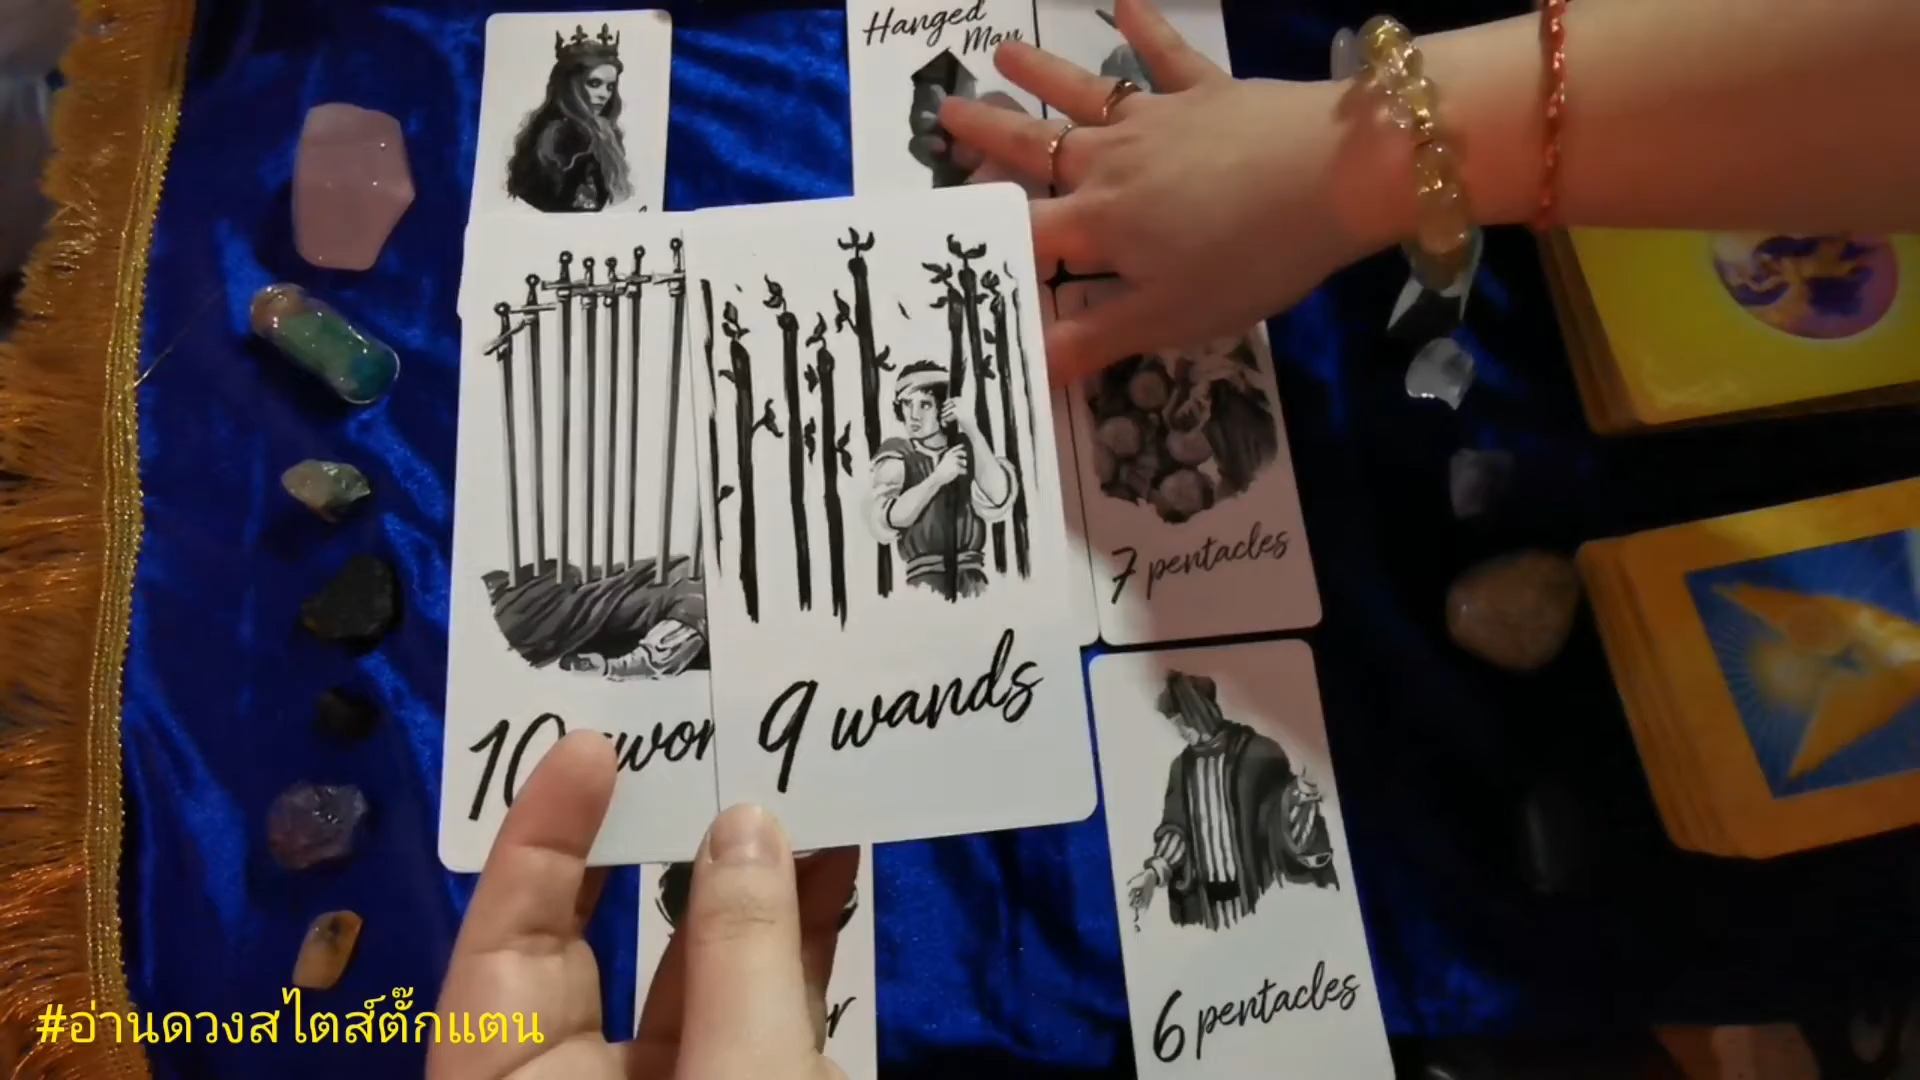 Hanged
Man
10
9 wands
7 pentacles
6 pentacles
#อ่านดวงสไตส์ตั๊กแตน